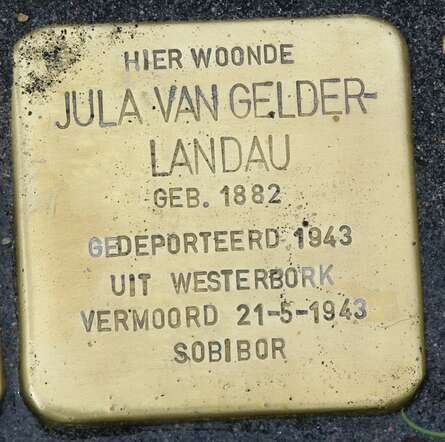 HIER WOONDE
JULA VAN GELDER-
LANDAU
GEB. 1882
GEDEPORTEERD 1943
UIT WESTERBORK
VERMOORD 21-5-1943
SOBIBOR